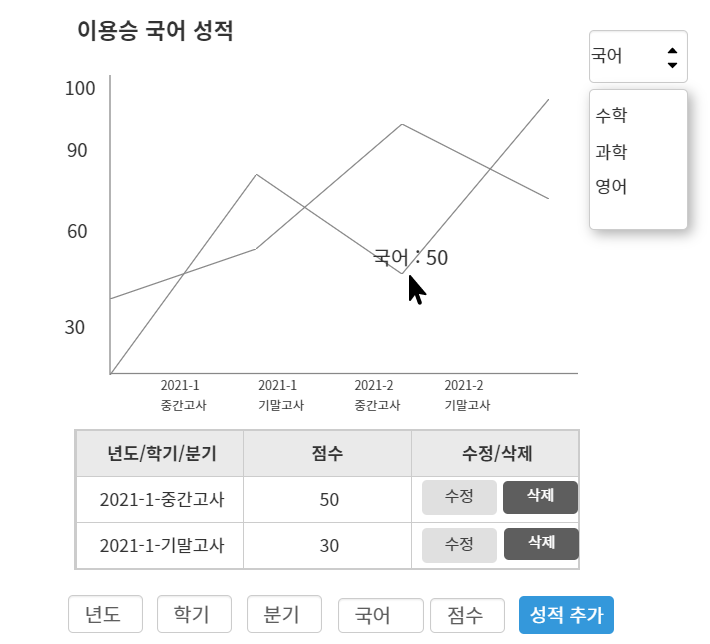 이용승 국어 성적
국어
수학
과학
영어
100
90
60
30
국어 : 50
2021-1 2021-1 2021-2 2021-2
중간고사 기말고사 중간고사 기말고사
년도/학기/분기 점수 수정/삭제
2021-1-중간고사 50 수정 삭제
2021-1-기말고사 30 수정 삭제
년도 학기 분기 국어 점수 성적 추가